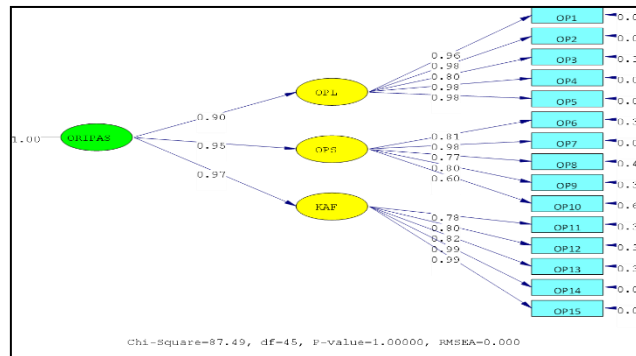 1.00
ORIPAS
0.90
0.95
0.97
OPL
OPS
KAF
0.96
0.98
0.80
0.98
0.98
0.81
0.98
0.77
0.80
0.60
0.78
0.80
0.82
0.99
0.99
OP1
OP2
OP3
OP4
OP5
OP6
OP7
OP8
OP9
OP10
OP11
OP12
OP13
OP14
OP15
Chi-Square=87.49, df=45, P-value=1.00000, RMSEA=0.000